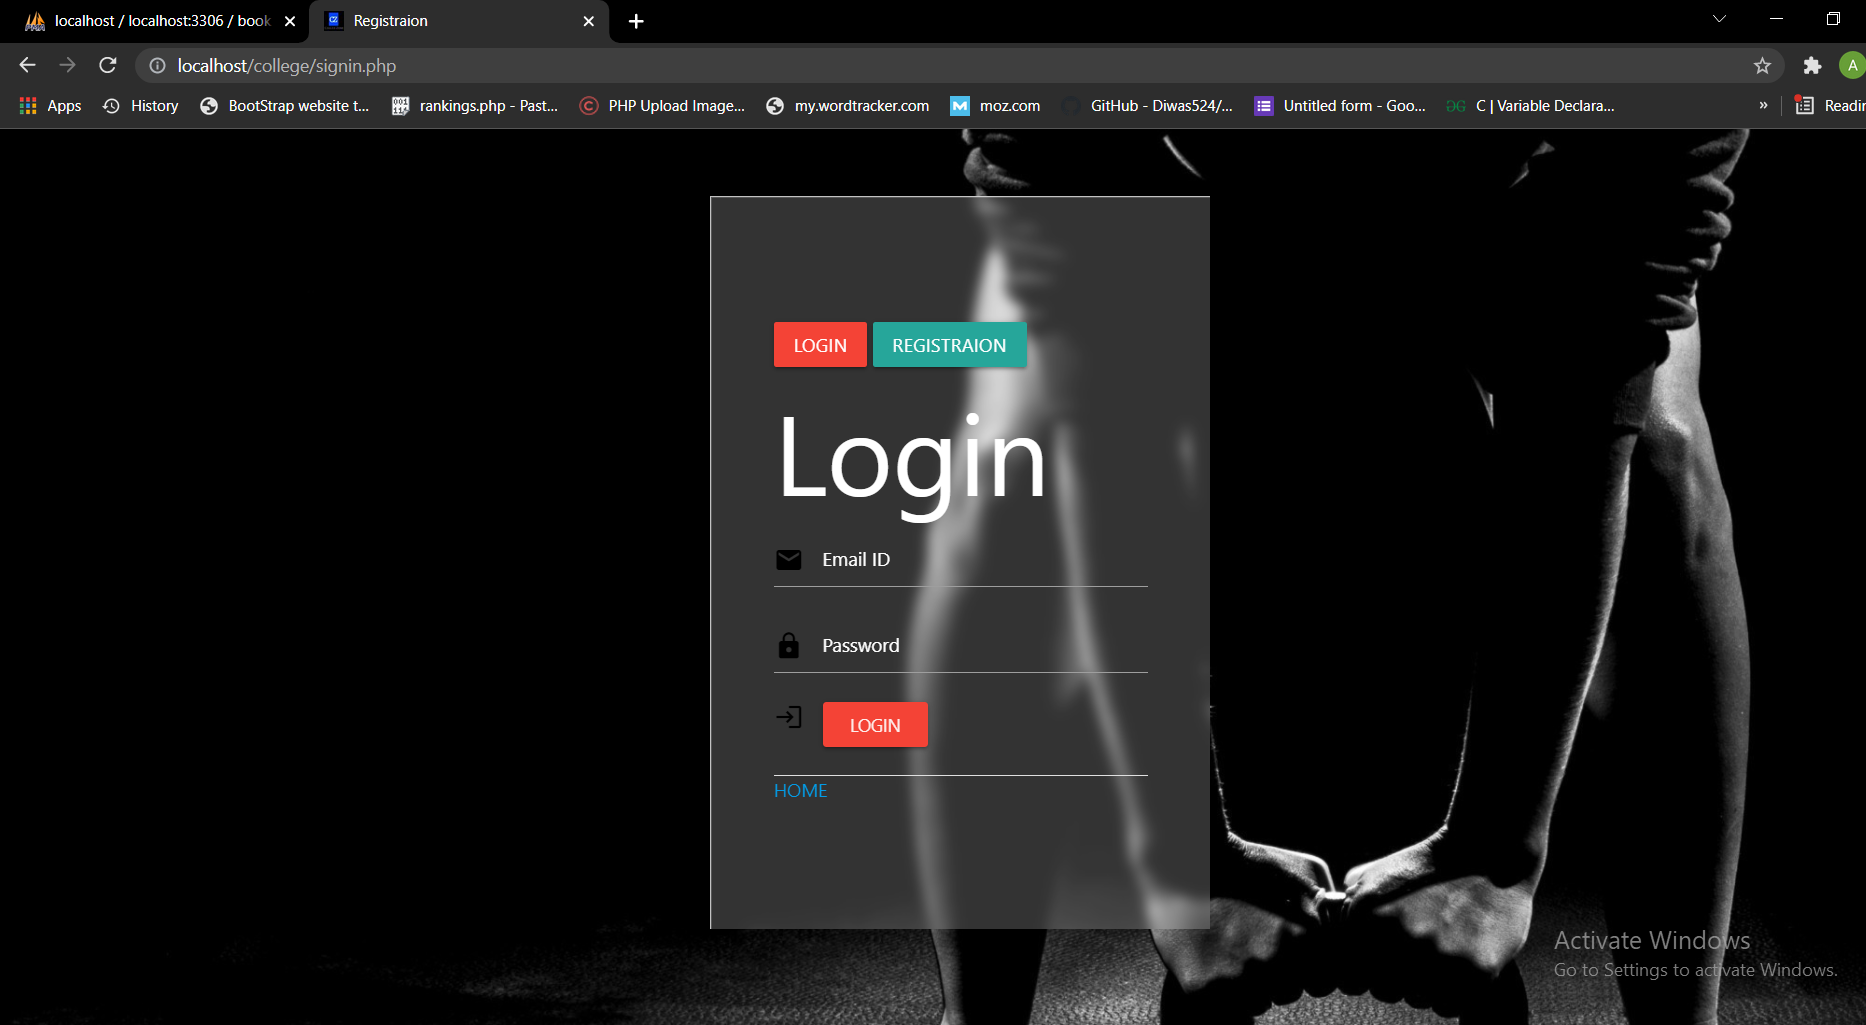 localhost / localhost:3306 / book
Registraion
localhost/college/signin.php
A
Apps
History
BootStrap website t...
rankings.php - Past...
PHP Upload Image...
my.wordtracker.com
moz.com
GitHub - Diwas524/...
Untitled form - Goo...
C | Variable Declara...
»
Readin
LOGIN
REGISTRAION
Login
Email ID
Password
LOGIN
HOME
Activate Windows
Go to Settings to activate Windows.